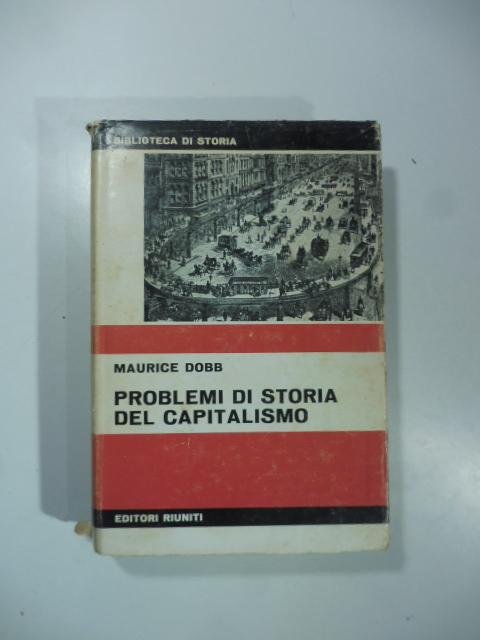 BIBLIOTECA DI STORIA
MAURICE DOBB
PROBLEMI DI STORIA
DEL CAPITALISMO
EDITORI RIUNITI